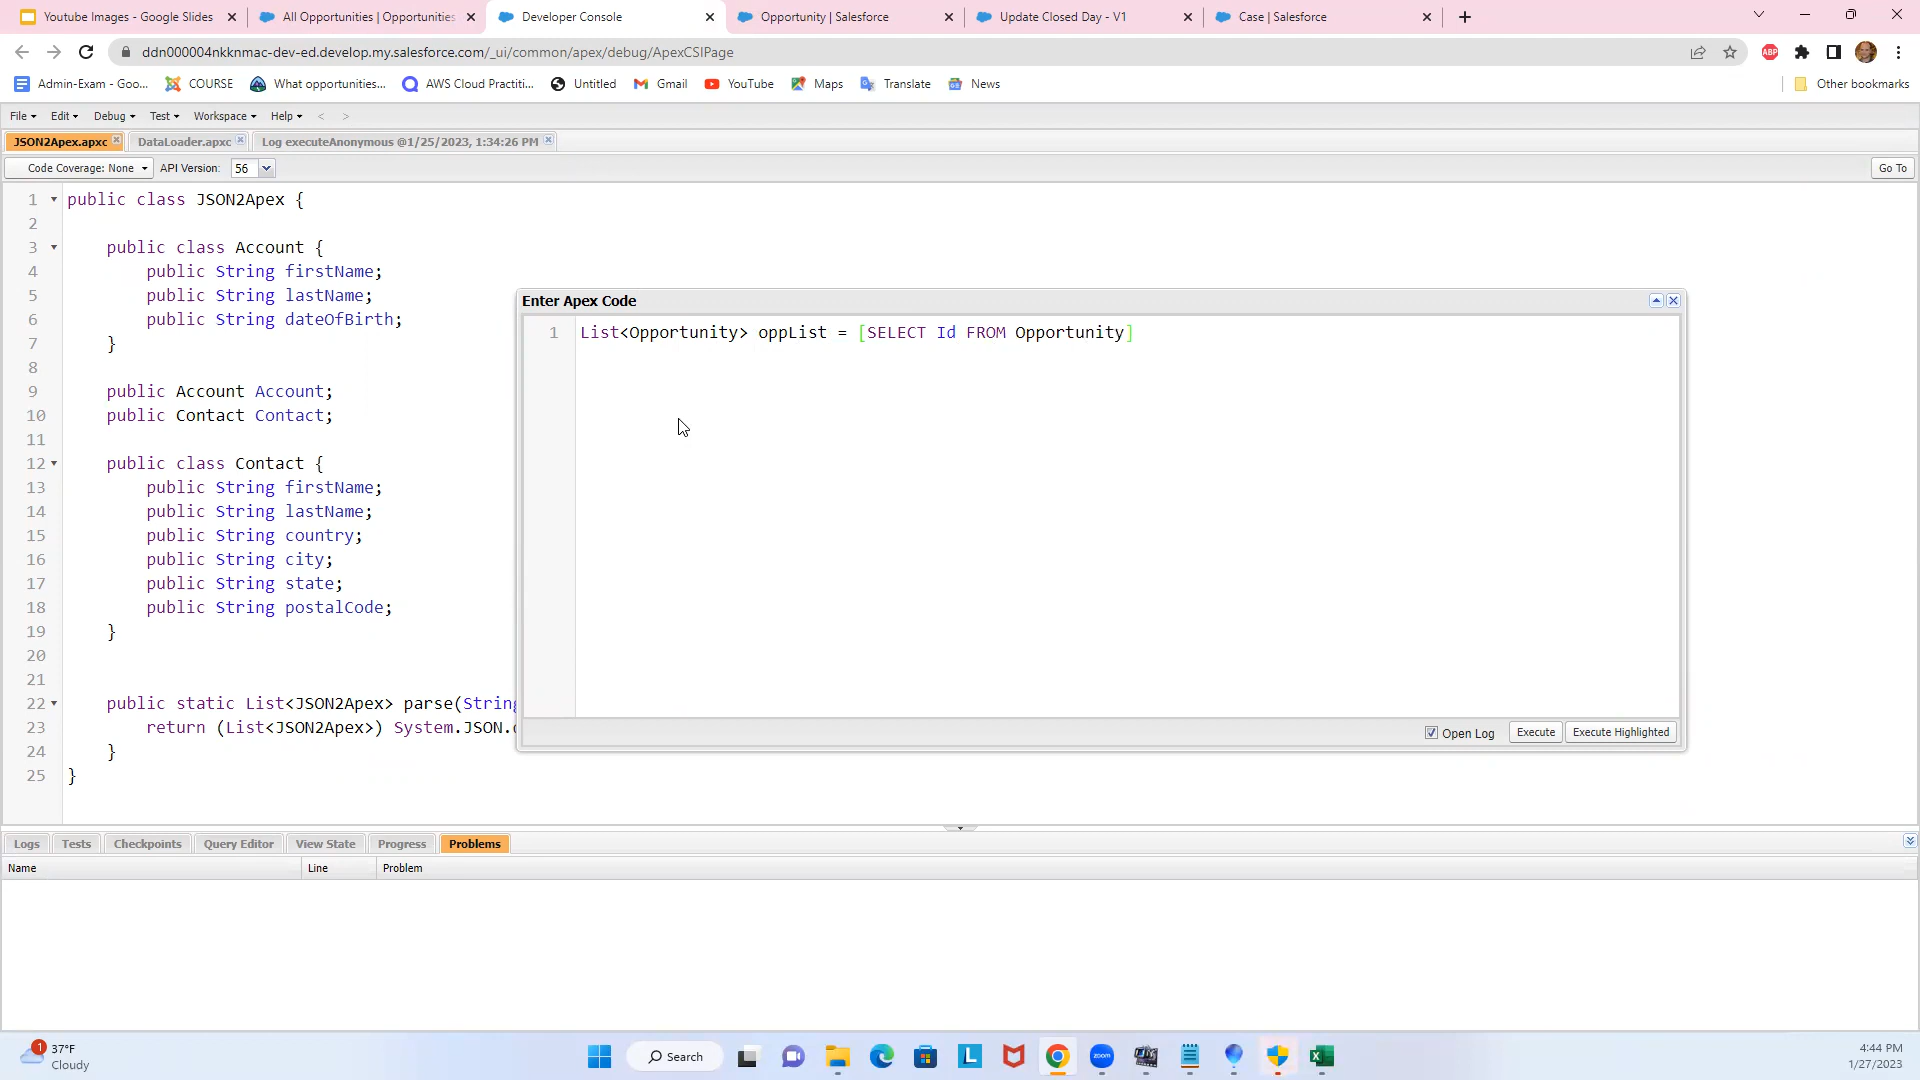 Youtube Images - Google Slides
All Opportunities | Opportunities
Developer Console
Opportunity | Salesforce
Update Closed Day - V1
Case | Salesforce
ddn000004nkknmac-dev-ed.develop.my.salesforce.com/_ui/common/apex/debug/ApexCSIPage
ABP
Admin-Exam - Goo...
COURSE
What opportunities...
AWS Cloud Practiti...
Untitled
Gmail
YouTube
Maps
Translate
News
Other bookmarks
File Edit Debug Test Workspace Help < >
JSON2Apex.apxc
DataLoader.apxc
Log executeAnonymous @1/25/2023, 1:34:26 PM
Code Coverage: None API Version: 56
Go To
1 public class JSON2Apex {
2
3 public class Account {
4 public String firstName;
5 public String lastName;
6 public String dateOfBirth;
7 }
8
9 public Account Account;
10 public Contact Contact;
11
12 public class Contact {
13 public String firstName;
14 public String lastName;
15 public String country;
16 public String city;
17 public String state;
18 public String postalCode;
19 }
20
21
22 public static List<JSON2Apex> parse(String
23 return (List<JSON2Apex>) System.JSON.
24 }
25 }
Enter Apex Code
1 List<Opportunity> oppList = [SELECT Id FROM Opportunity]
Open Log
Execute
Execute Highlighted
Logs
Tests
Checkpoints
Query Editor
View State
Progress
Problems
Name
Line
Problem
1
37°F
Cloudy
Search
L
zoom
4:44 PM
1/27/2023